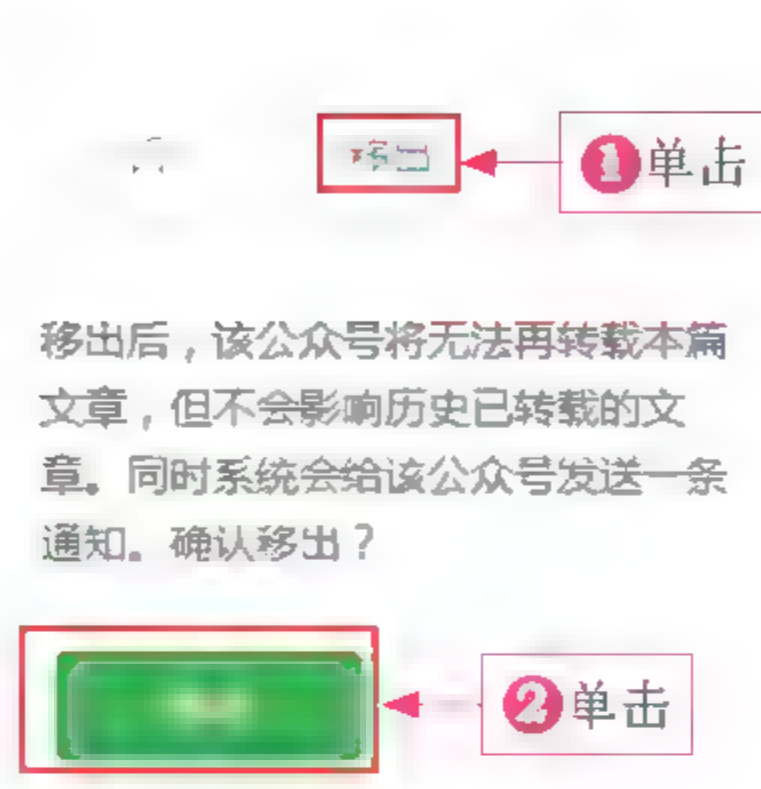 ❶单击
移出后，该公众号将无法再转载本篇
文章，但不会影响历史已转载的文
章。同时系统会给该公众号发送一条
通知。确认移出？
❷单击